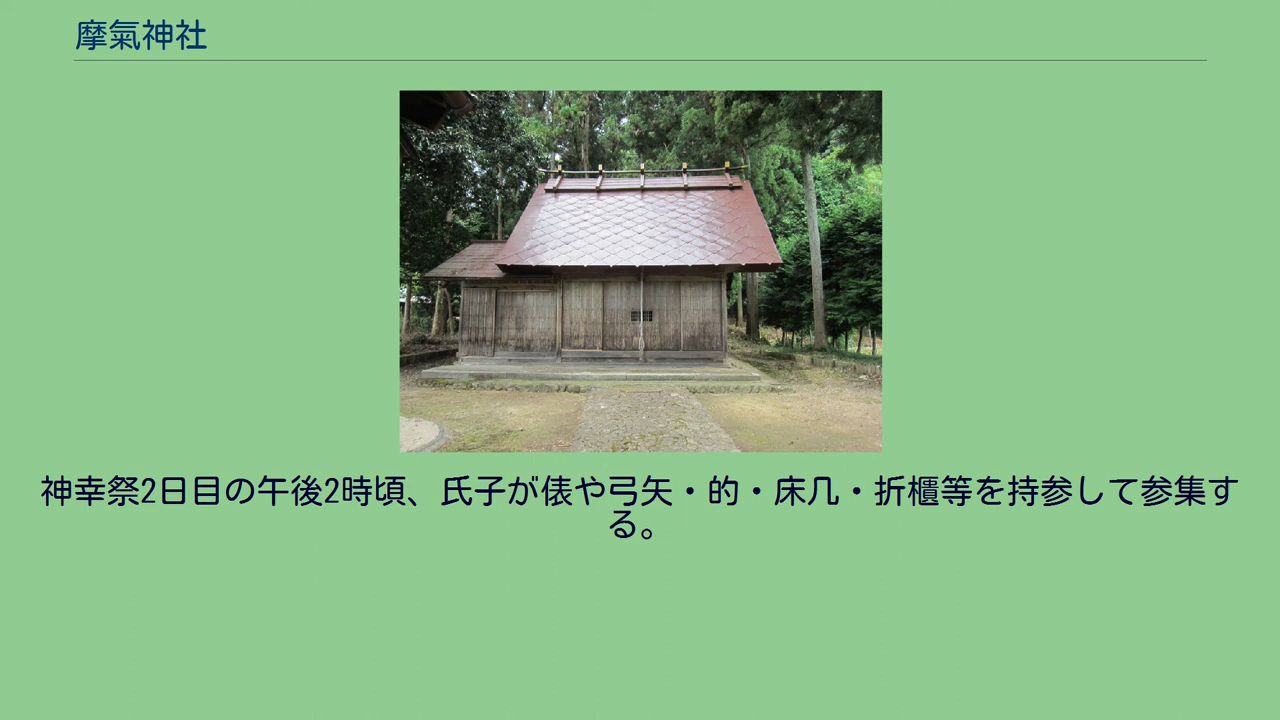 摩氣神社
神幸祭2日目の午後2時頃、氏子が俵や弓矢・的・床几・折櫃等を持参して参集す
る。